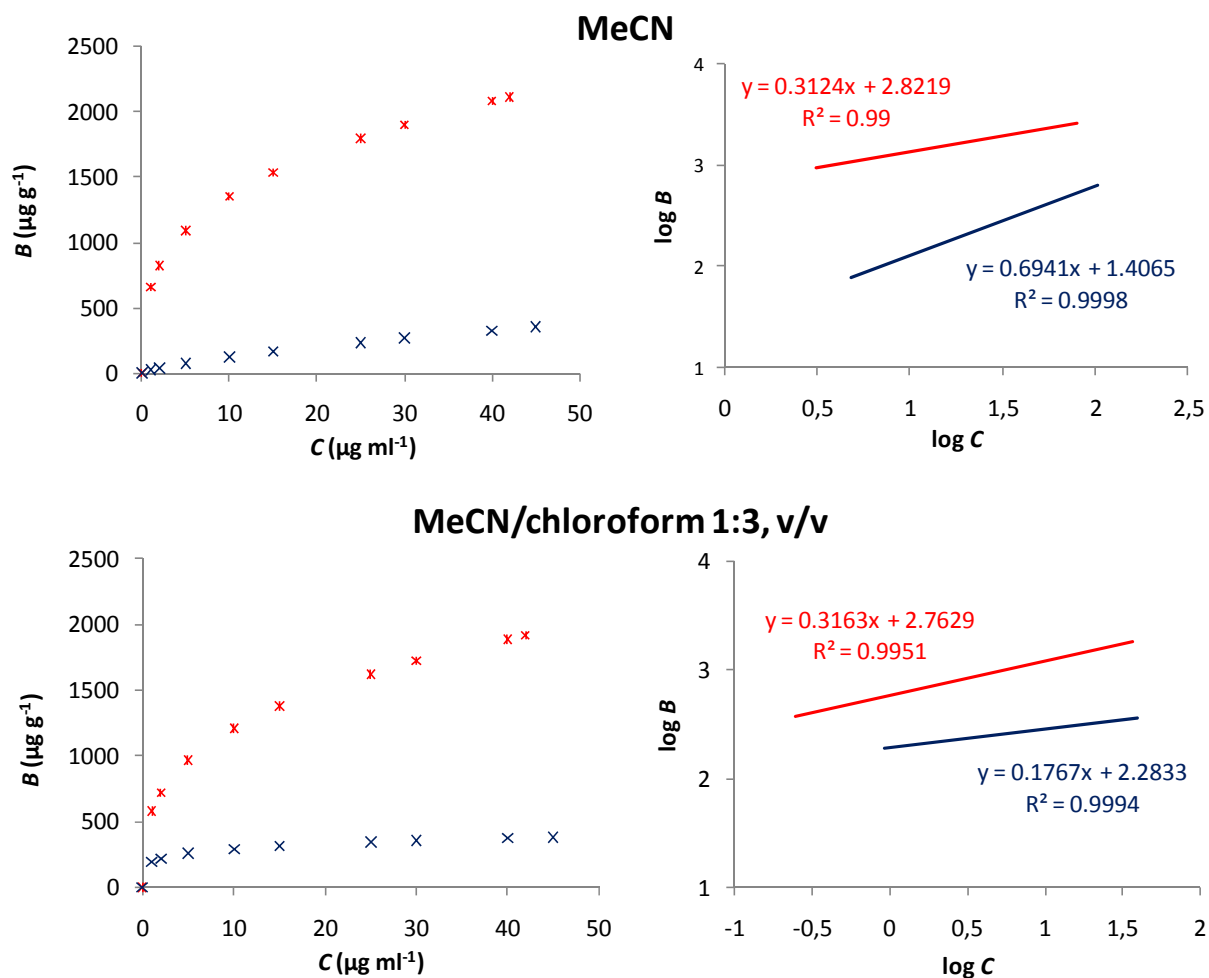 MeCN
2500
2000
1500
1000
500
0
B (µg g⁻¹)
0 10 20 30 40 50
C (µg ml⁻¹)
4
3
2
1
log B
y = 0.3124x + 2.8219
R² = 0.99
y = 0.6941x + 1.4065
R² = 0.9998
0 0,5 1 1,5 2 2,5
log C
MeCN/chloroform 1:3, v/v
2500
2000
1500
1000
500
0
B (µg g⁻¹)
0 10 20 30 40 50
C (µg ml⁻¹)
4
3
2
1
log B
y = 0.3163x + 2.7629
R² = 0.9951
y = 0.1767x + 2.2833
R² = 0.9994
-1 -0,5 0 0,5 1 1,5 2
log C